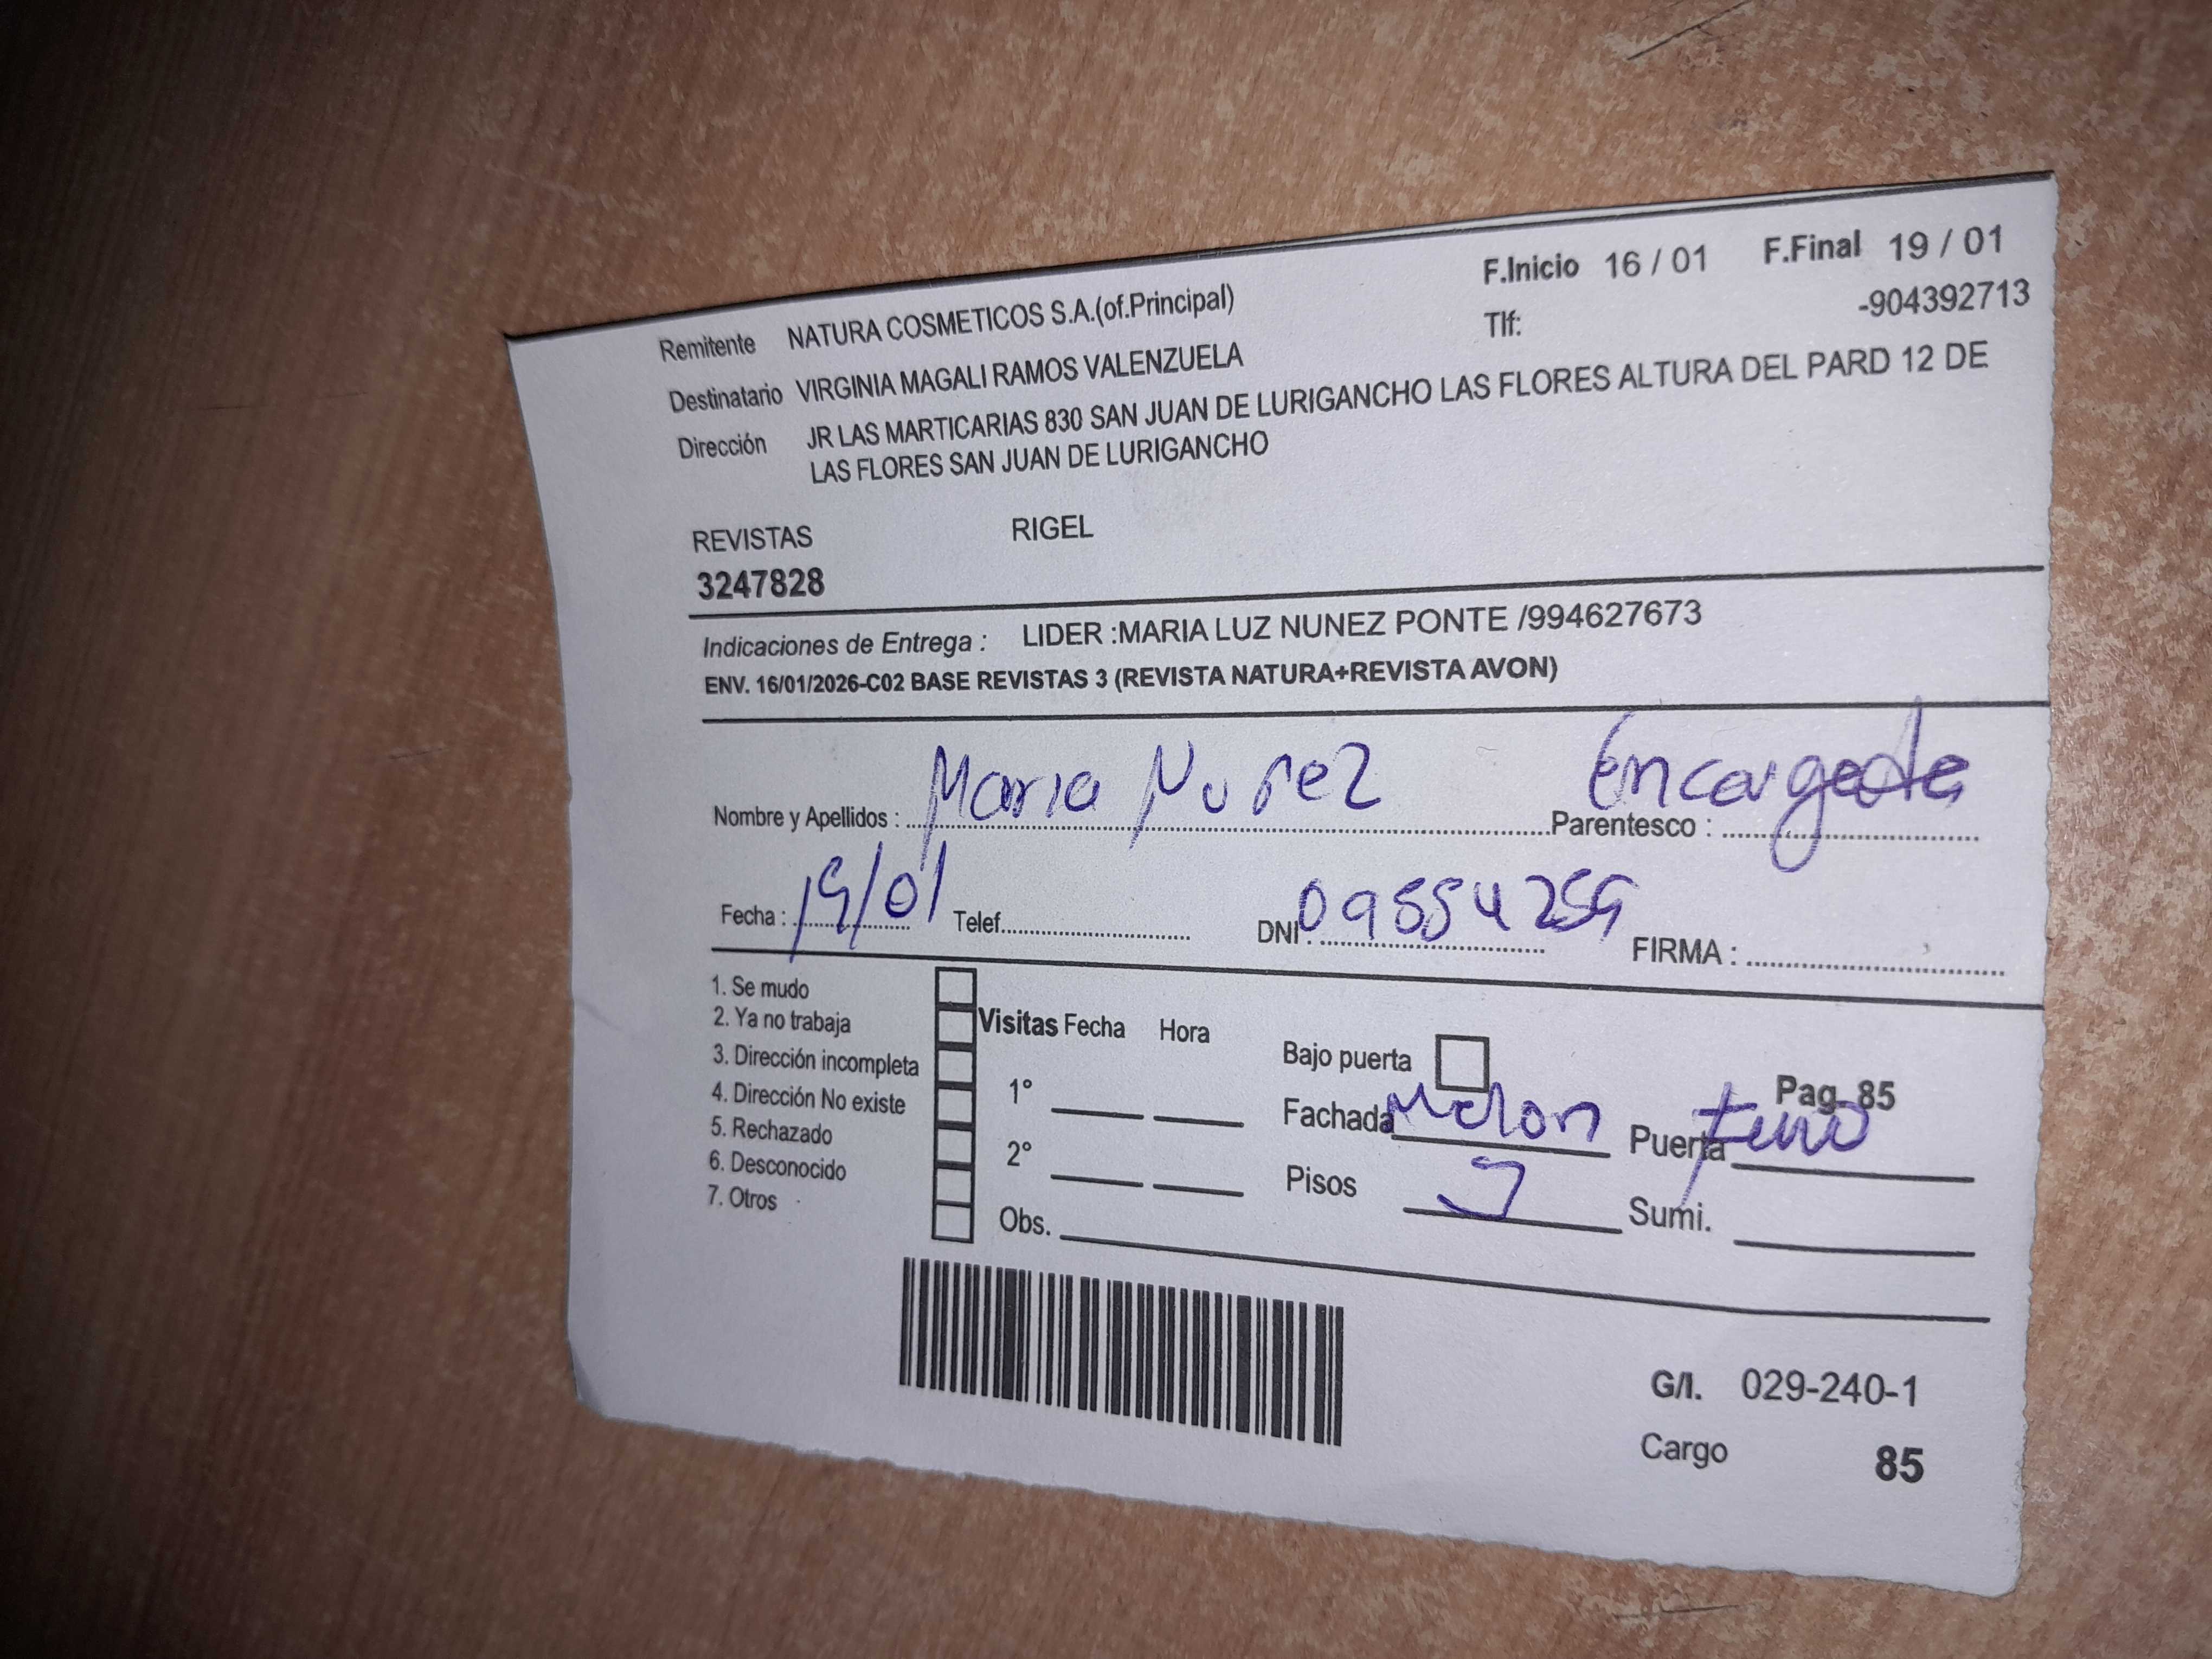 F.Inicio 16 / 01 F.Final 19 / 01
Remitente NATURA COSMETICOS S.A.(of.Principal) Tlf: -904392713
Destinatario VIRGINIA MAGALI RAMOS VALENZUELA
Dirección JR LAS MARTICARIAS 830 SAN JUAN DE LURIGANCHO LAS FLORES ALTURA DEL PARD 12 DE
LAS FLORES SAN JUAN DE LURIGANCHO
REVISTAS RIGEL
3247828
Indicaciones de Entrega : LIDER :MARIA LUZ NUNEZ PONTE /994627673
ENV. 16/01/2026-C02 BASE REVISTAS 3 (REVISTA NATURA+REVISTA AVON)
Nombre y Apellidos : Maria Nuñez Parentesco : Encargada
Fecha : 19/01 Telef. DNI : FIRMA :
1. Se mudo
2. Ya no trabaja Visitas Fecha Hora Bajo puerta
3. Dirección incompleta 1° Pag. 85
4. Dirección No existe Fachada Melon Puerta
5. Rechazado 2°
6. Desconocido Pisos Sumi.
7. Otros Obs.
G/I. 029-240-1
Cargo 85